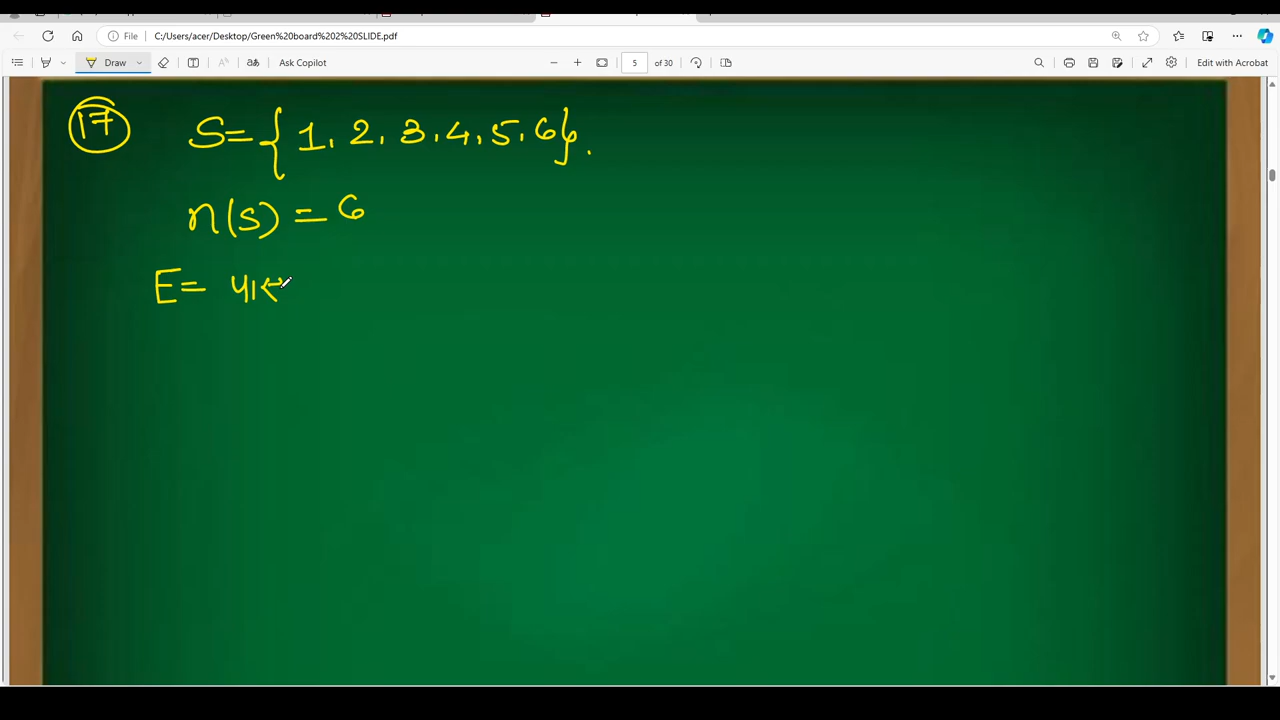 File C:/Users/acer/Desktop/Green%20board%202%20SLIDE.pdf
Draw Ask Copilot 5 of 30 Edit with Acrobat
17 S = { 1, 2, 3, 4, 5, 6 }.
n(s) = 6
E =